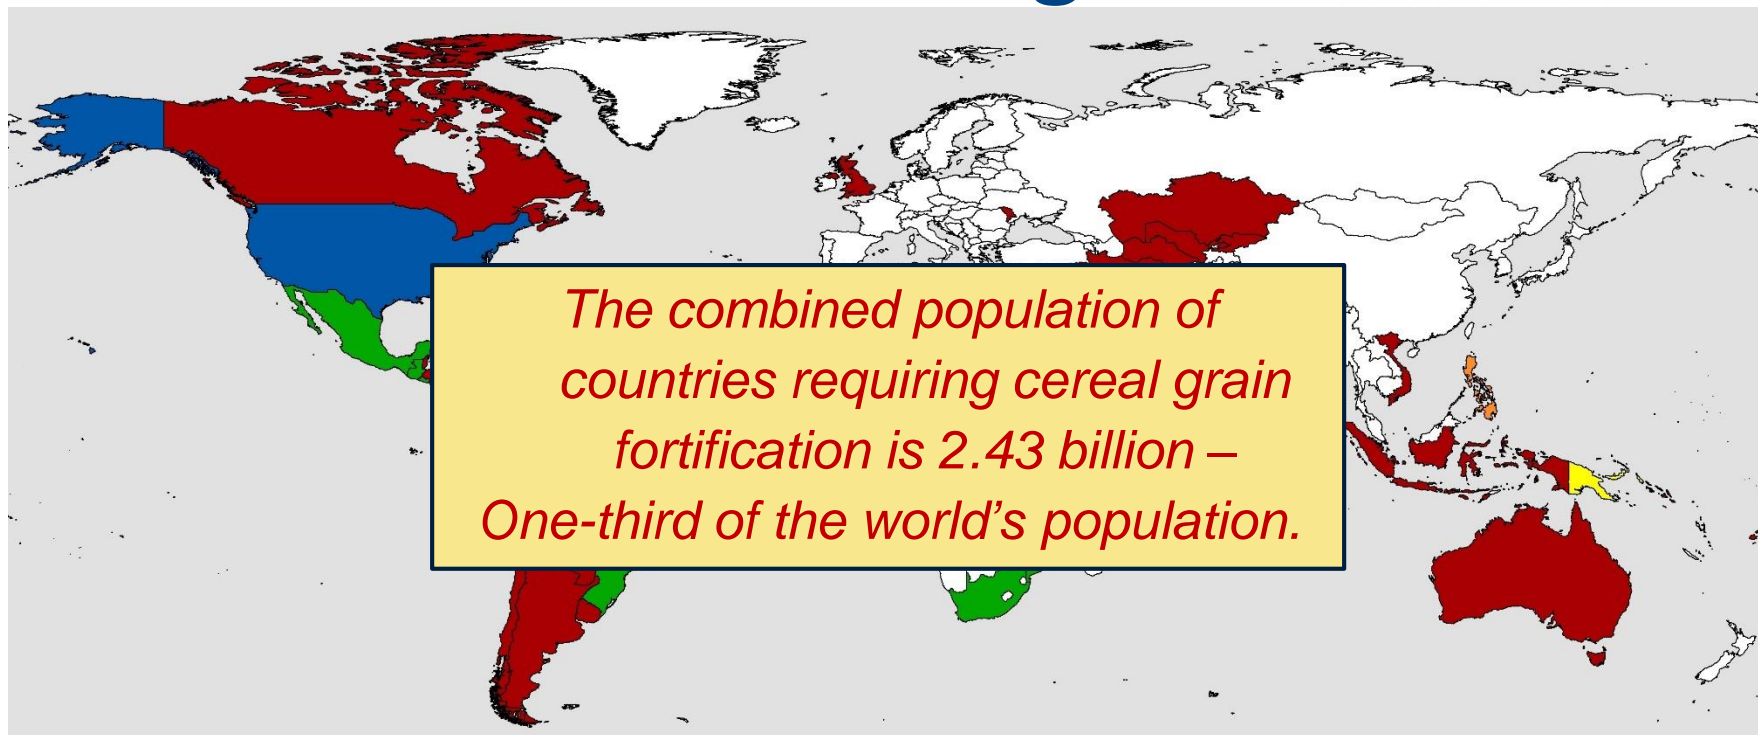 The combined population of
countries requiring cereal grain
fortification is 2.43 billion –
One-third of the world’s population.